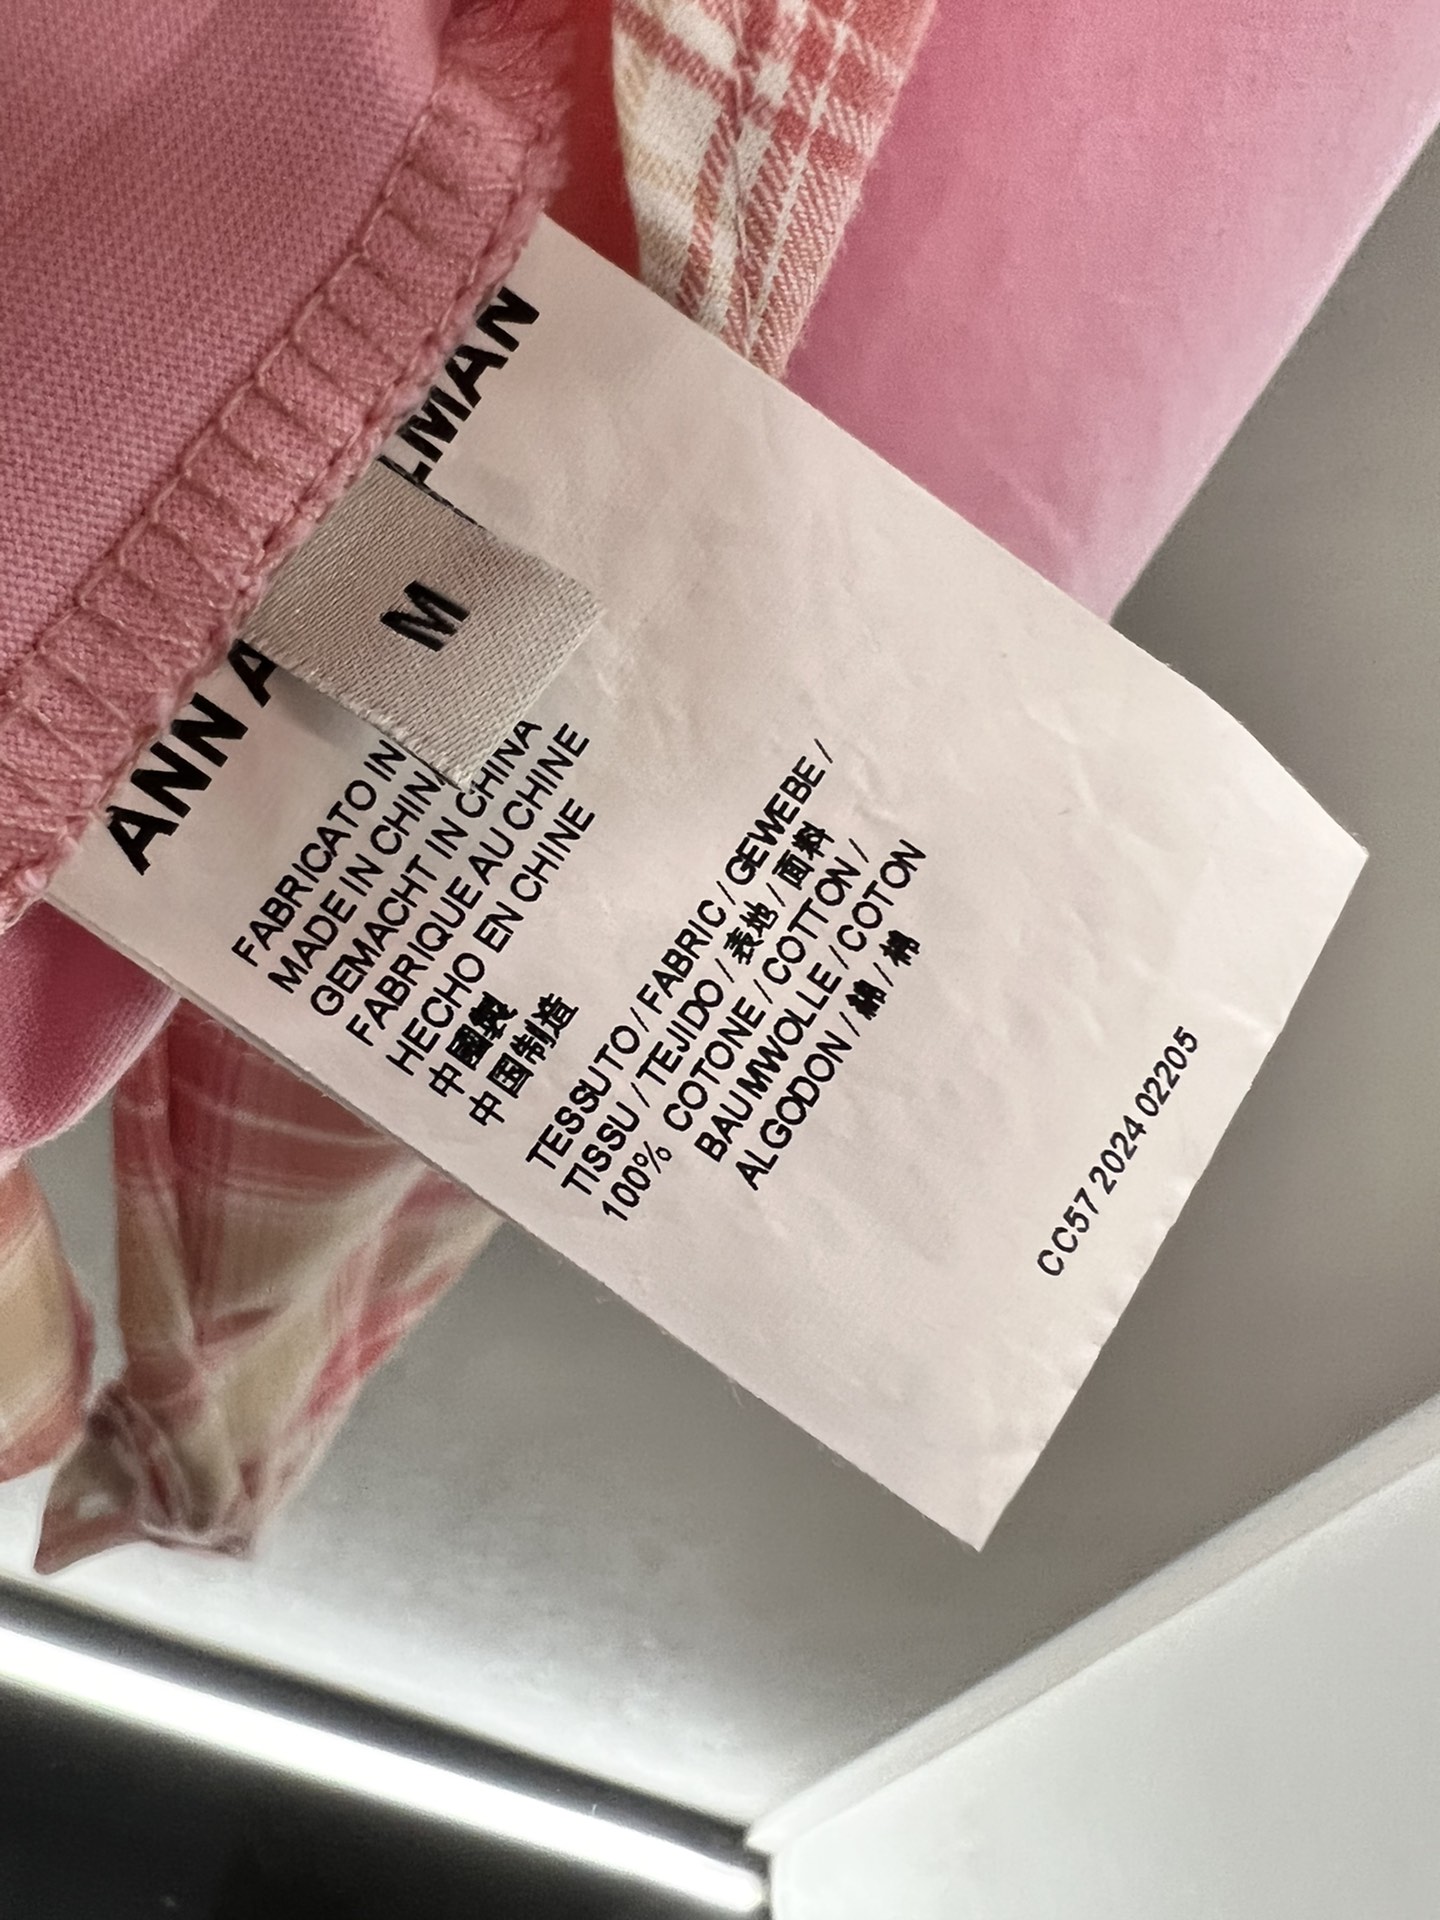 ANN A
LMAN
M
FABRICATO IN
MADE IN CHINA
GEMACHT IN CHINA
FABRIQUE AU CHINE
HECHO EN CHINE
中國製
中国制造
TESSUTO / FABRIC / GEWEBE /
TISSU / TEJIDO / 表地 / 面料
100% COTONE / COTTON /
BAUMWOLLE / COTON
ALGODON / 綿 / 棉
CC57 2024 02205